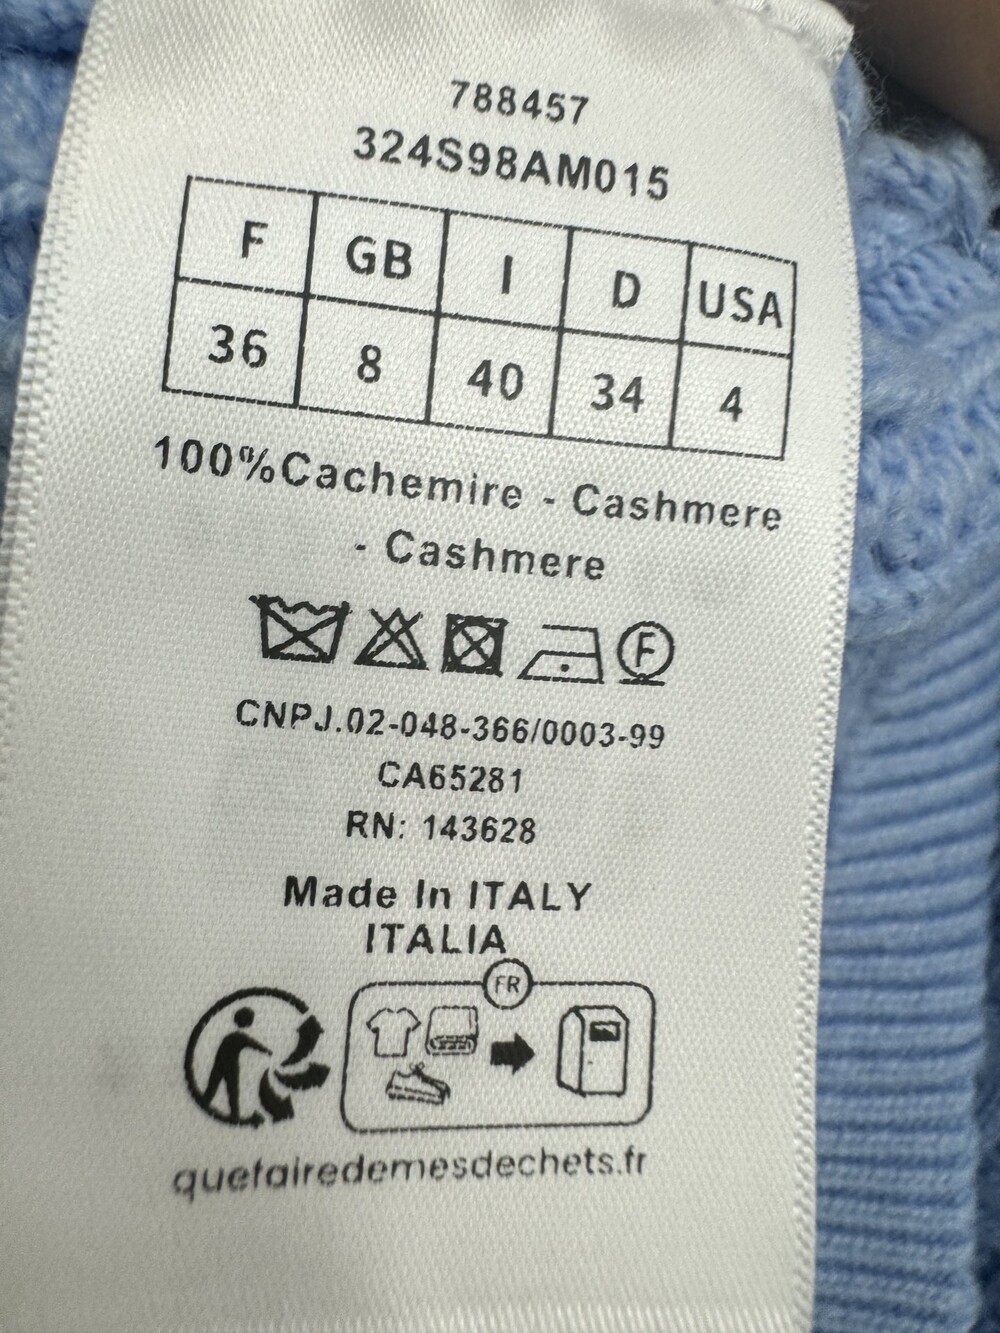 788457
324S98AM015
F GB I D USA
36 8 40 34 4
100%Cachemire - Cashmere
- Cashmere
F
CNPJ.02-048-366/0003-99
CA65281
RN: 143628
Made In ITALY
ITALIA
FR
quefairedemesdechets.fr